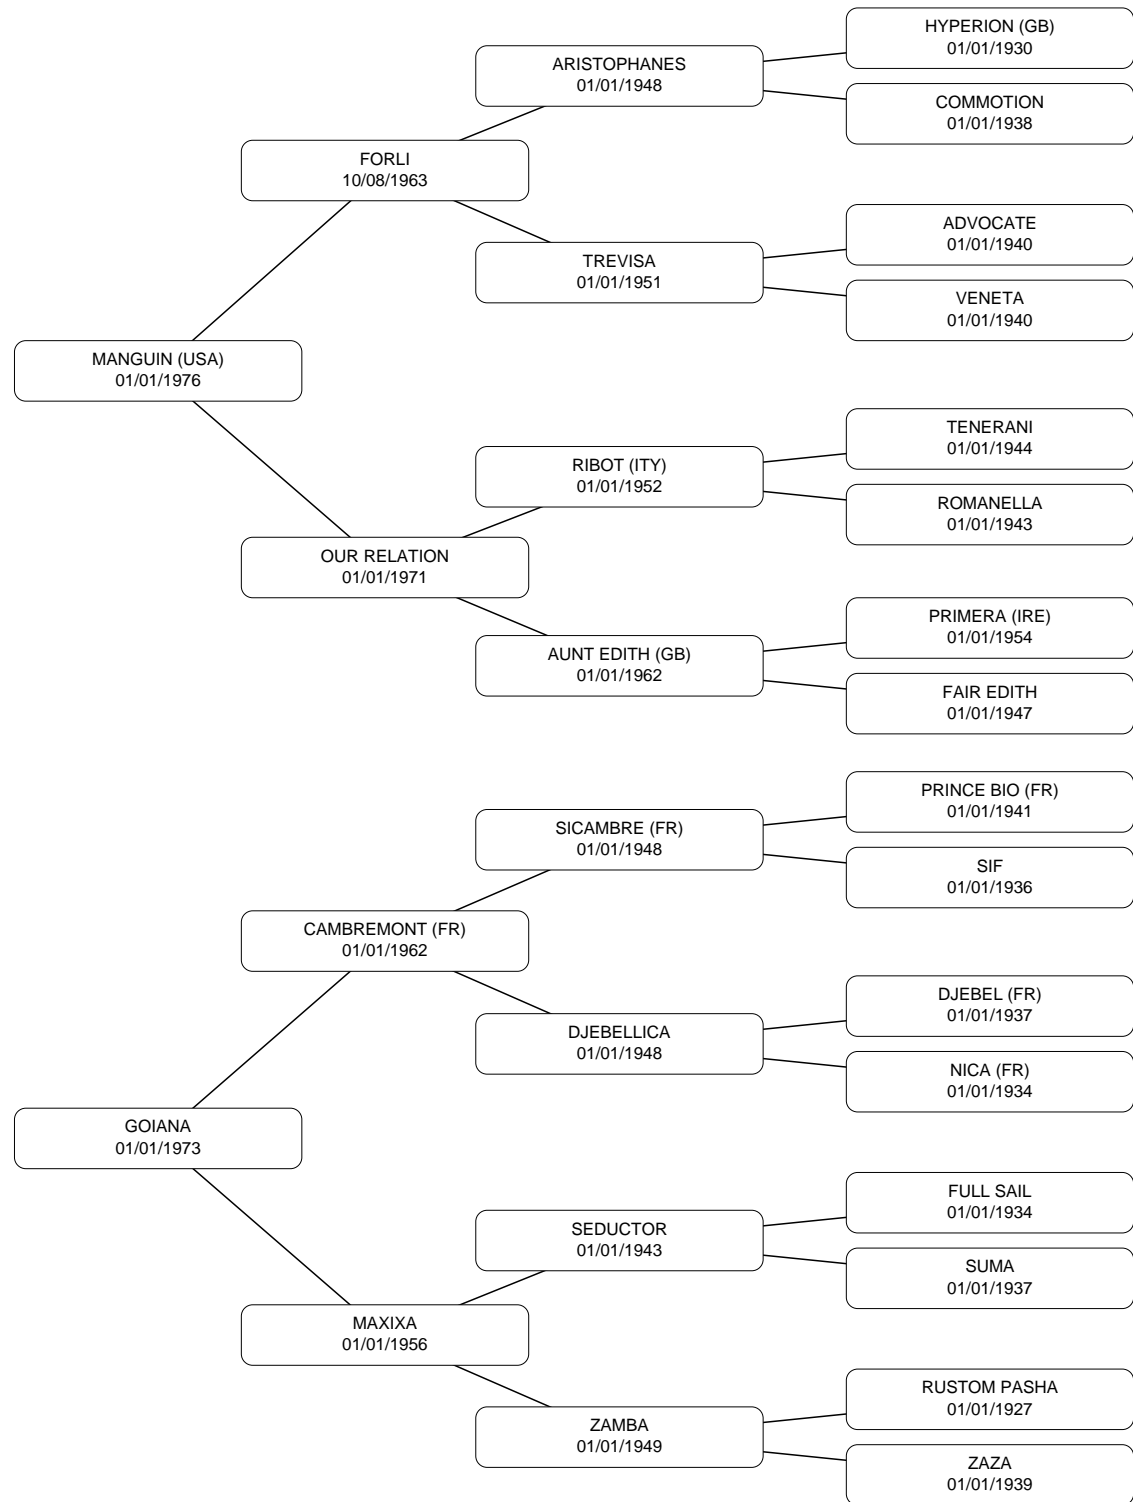 HYPERION (GB)
01/01/1930
ARISTOPHANES
01/01/1948
COMMOTION
01/01/1938
FORLI
10/08/1963
ADVOCATE
01/01/1940
TREVISA
01/01/1951
VENETA
01/01/1940
MANGUIN (USA)
01/01/1976
TENERANI
01/01/1944
RIBOT (ITY)
01/01/1952
ROMANELLA
01/01/1943
OUR RELATION
01/01/1971
PRIMERA (IRE)
01/01/1954
AUNT EDITH (GB)
01/01/1962
FAIR EDITH
01/01/1947
PRINCE BIO (FR)
01/01/1941
SICAMBRE (FR)
01/01/1948
SIF
01/01/1936
CAMBREMONT (FR)
01/01/1962
DJEBEL (FR)
01/01/1937
DJEBELLICA
01/01/1948
NICA (FR)
01/01/1934
GOIANA
01/01/1973
FULL SAIL
01/01/1934
SEDUCTOR
01/01/1943
SUMA
01/01/1937
MAXIXA
01/01/1956
RUSTOM PASHA
01/01/1927
ZAMBA
01/01/1949
ZAZA
01/01/1939